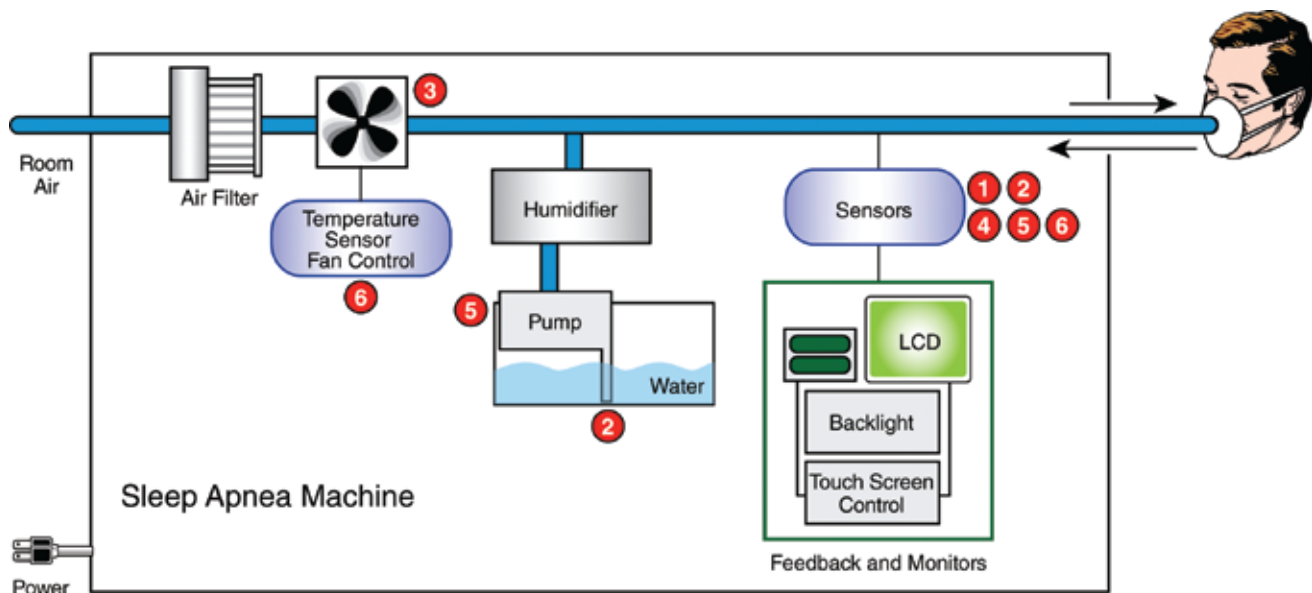 3
Room
Air
Air Filter
Temperature
Sensor
Fan Control
6
Humidifier
Sensors
1 2
4 5 6
5
Pump
Water
2
LCD
Backlight
Touch Screen
Control
Sleep Apnea Machine
Feedback and Monitors
Power